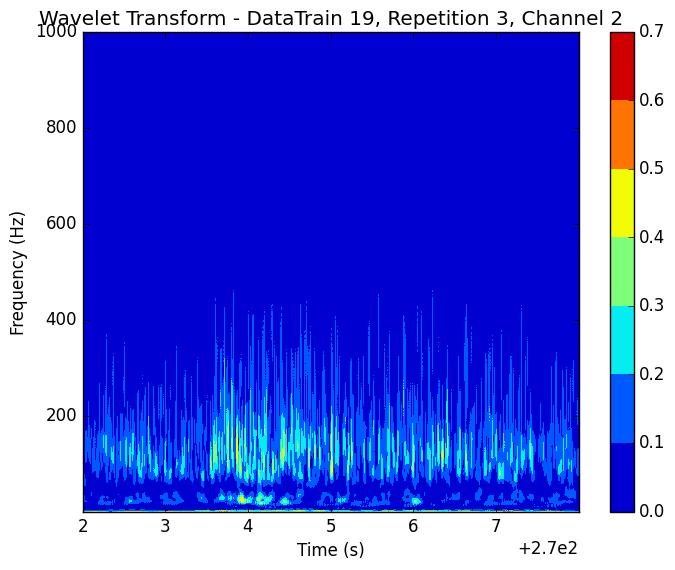 Wavelet Transform - DataTrain 19, Repetition 3, Channel 2
1000
800
600
400
200
Frequency (Hz)
2 3 4 5 6 7
Time (s)
+2.7e2
0.7
0.6
0.5
0.4
0.3
0.2
0.1
0.0